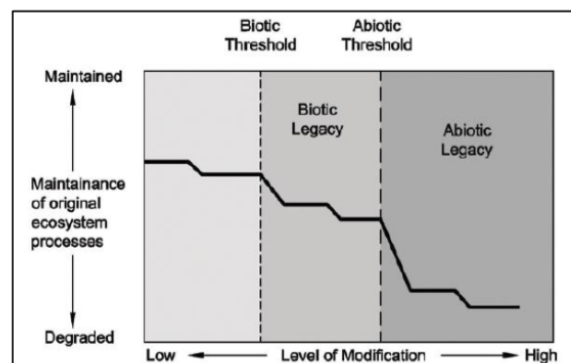 Biotic
Threshold
Abiotic
Threshold
Maintained
Biotic
Legacy
Abiotic
Legacy
Maintainance
of original
ecosystem
processes
Degraded
Low
Level of Modification
High